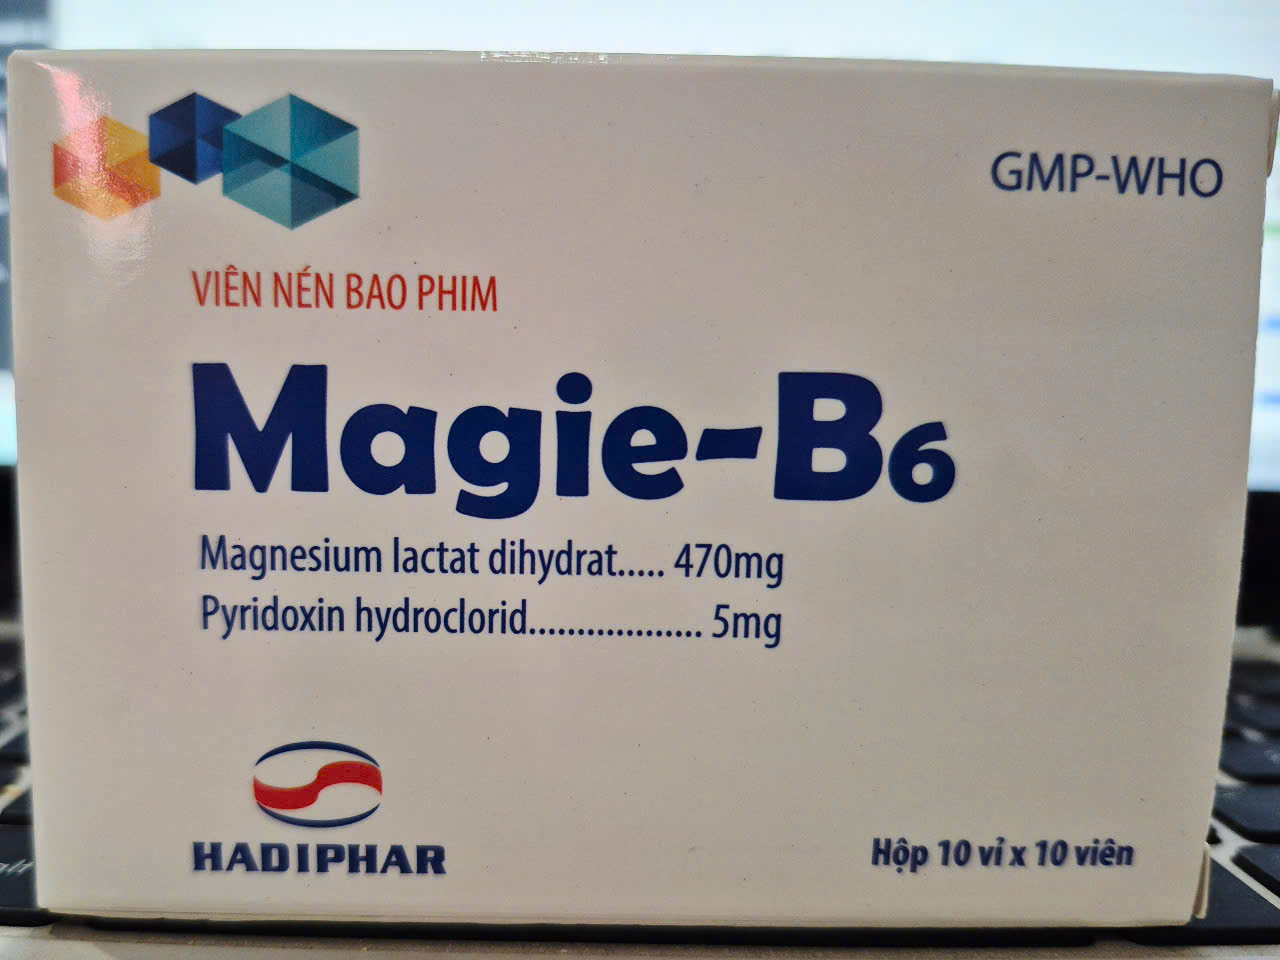 GMP-WHO
VIÊN NÉN BAO PHIM
Magie-B6
Magnesium lactat dihydrat..... 470mg
Pyridoxin hydroclorid.................. 5mg
HADIPHAR
Hộp 10 vỉ x 10 viên